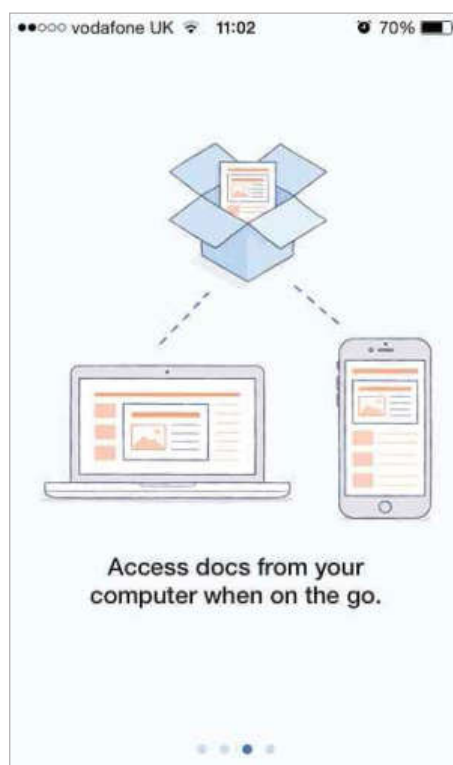 vodafone UK 11:02 70%
Access docs from your
computer when on the go.